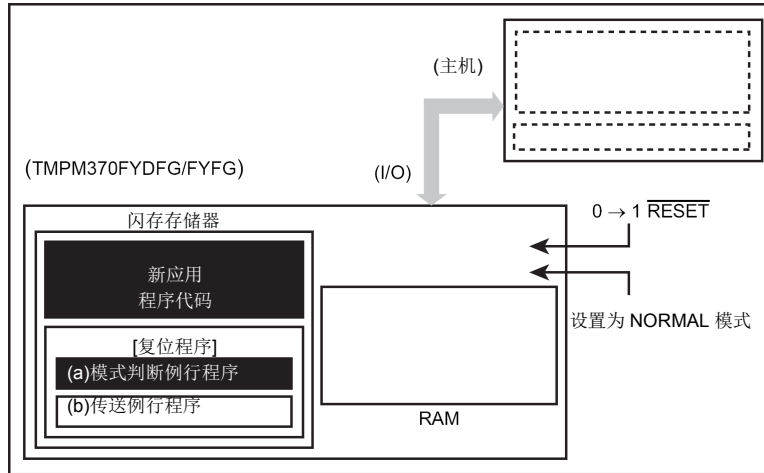 (主机)
(TMPM370FYDFG/FYFG)
(I/O)
闪存存储器
0 → 1 RESET
新应用
程序代码
设置为 NORMAL 模式
[复位程序]
(a)模式判断例行程序
(b)传送例行程序
RAM